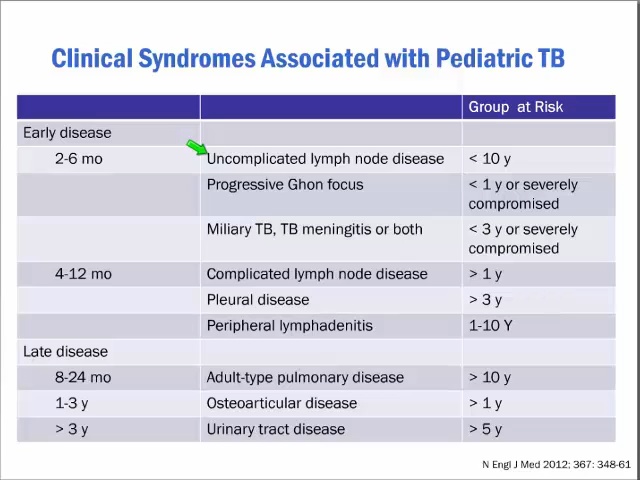 Clinical Syndromes Associated with Pediatric TB
Group at Risk
Early disease
2-6 mo Uncomplicated lymph node disease < 10 y
Progressive Ghon focus < 1 y or severely
compromised
Miliary TB, TB meningitis or both < 3 y or severely
compromised
4-12 mo Complicated lymph node disease > 1 y
Pleural disease > 3 y
Peripheral lymphadenitis 1-10 Y
Late disease
8-24 mo Adult-type pulmonary disease > 10 y
1-3 y Osteoarticular disease > 1 y
> 3 y Urinary tract disease > 5 y
N Engl J Med 2012; 367: 348-61